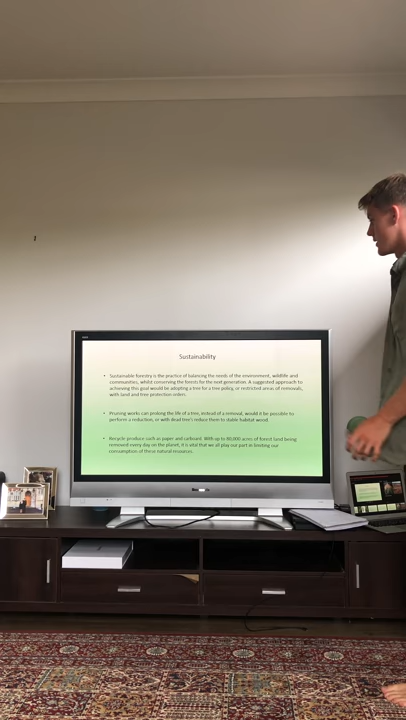 Sustainability
• Sustainable forestry is the practice of balancing the needs of the environment, wildlife and
communities, whilst conserving the forests for the next generation. A suggested approach to
achieving this goal would be adopting a tree for a tree policy, or restricted areas of removals,
with land and tree protection orders.
• Pruning works can prolong the life of a tree, instead of a removal, would it be possible to
perform a reduction, or with dead tree's reduce them to stable habitat wood.
• Recycle produce such as paper and carboard. With up to 80,000 acres of forest land being
removed every day on the planet, it is vital that we all play our part in limiting our
consumption of these natural resources.